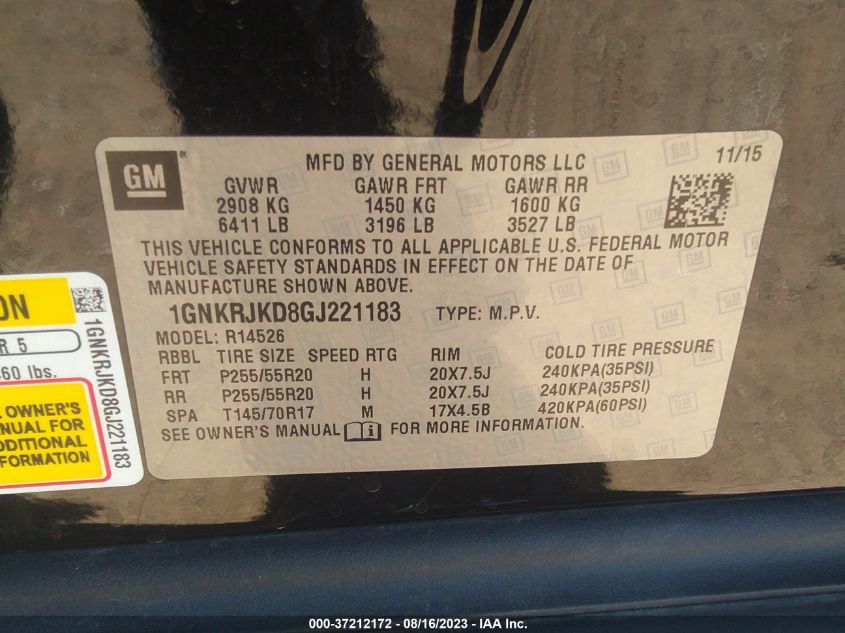 GM
MFD BY GENERAL MOTORS LLC 11/15
GVWR GAWR FRT GAWR RR
2908 KG 1450 KG 1600 KG
6411 LB 3196 LB 3527 LB
THIS VEHICLE CONFORMS TO ALL APPLICABLE U.S. FEDERAL MOTOR
VEHICLE SAFETY STANDARDS IN EFFECT ON THE DATE OF
MANUFACTURE SHOWN ABOVE.
1GNKRJKD8GJ221183 TYPE: M.P.V.
MODEL: R14526
RBBL TIRE SIZE SPEED RTG RIM COLD TIRE PRESSURE
FRT P255/55R20 H 20X7.5J 240KPA(35PSI)
RR P255/55R20 H 20X7.5J 240KPA(35PSI)
SPA T145/70R17 M 17X4.5B 420KPA(60PSI)
SEE OWNER'S MANUAL FOR MORE INFORMATION.
ON
R 5
60 lbs.
OWNER'S
NUAL FOR
DDITIONAL
FORMATION
1GNKRJKD8GJ221183
000-37212172 - 08/16/2023 - IAA Inc.